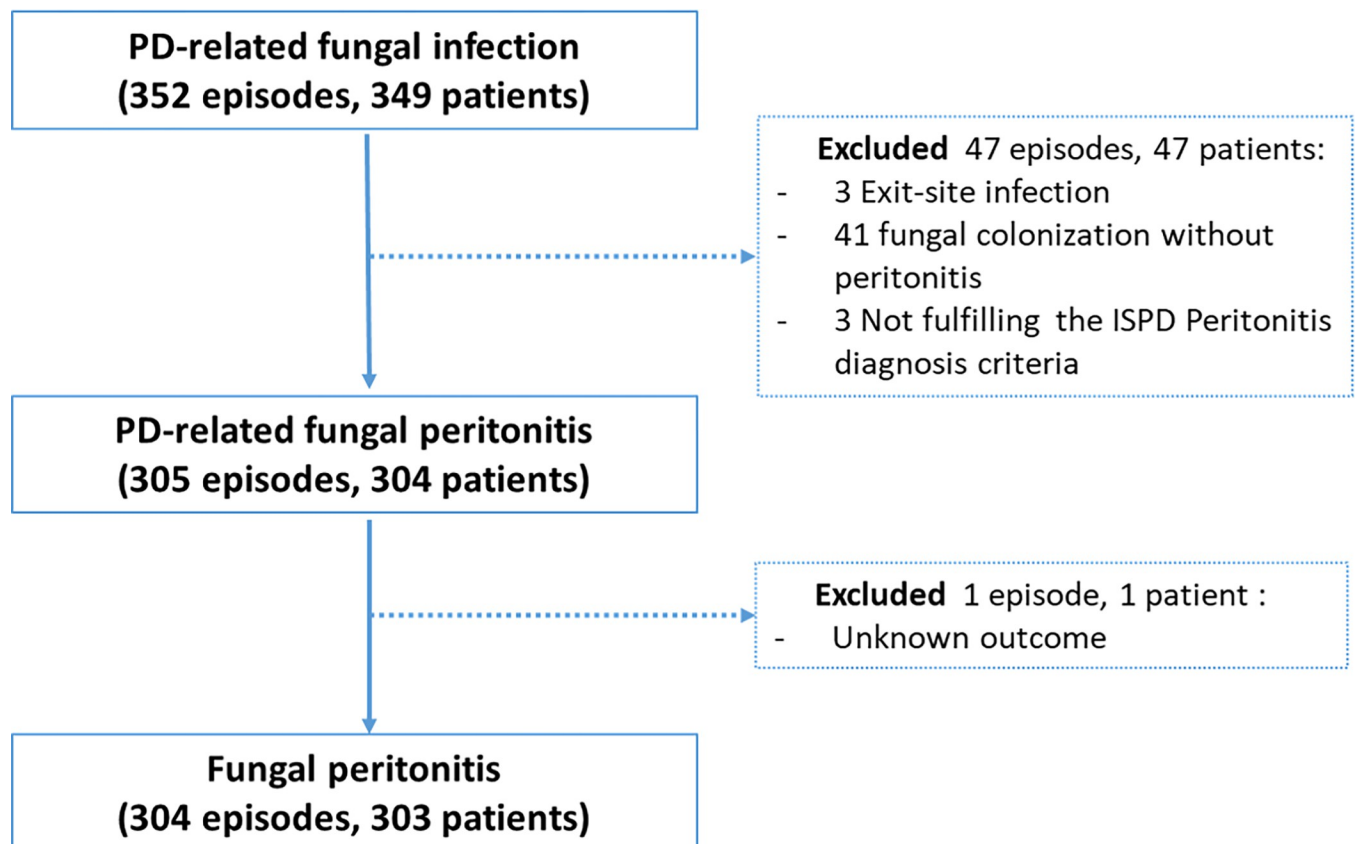 PD-related fungal infection
(352 episodes, 349 patients)
Excluded 47 episodes, 47 patients:
- 3 Exit-site infection
- 41 fungal colonization without
peritonitis
- 3 Not fulfilling the ISPD Peritonitis
diagnosis criteria
PD-related fungal peritonitis
(305 episodes, 304 patients)
Excluded 1 episode, 1 patient :
- Unknown outcome
Fungal peritonitis
(304 episodes, 303 patients)